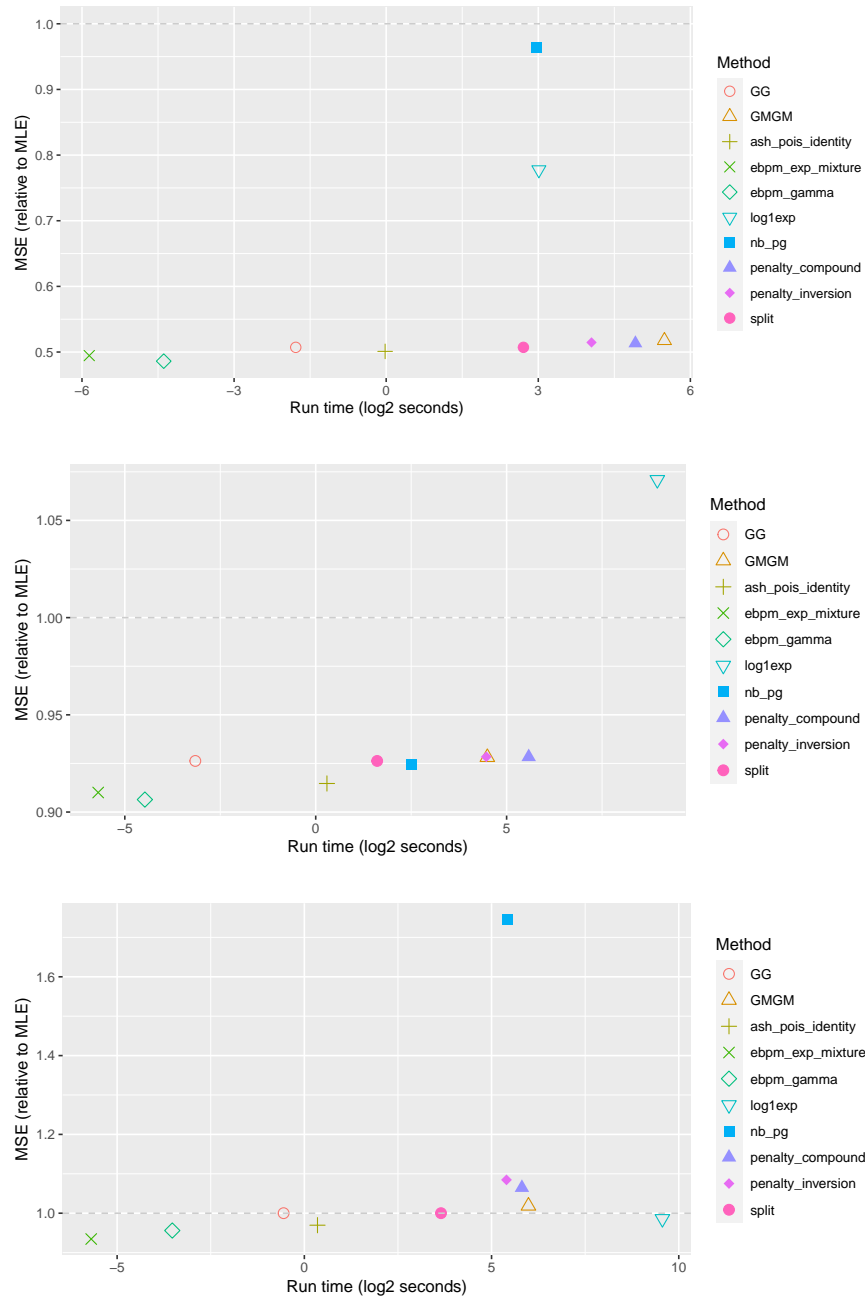 1.0
0.9
0.8
0.7
0.6
0.5
MSE (relative to MLE)
−6
−3
0
3
6
Run time (log2 seconds)
Method
GG
GMGM
ash_pois_identity
ebpm_exp_mixture
ebpm_gamma
log1exp
nb_pg
penalty_compound
penalty_inversion
split
1.05
1.00
0.95
0.90
MSE (relative to MLE)
−5
0
5
Run time (log2 seconds)
Method
GG
GMGM
ash_pois_identity
ebpm_exp_mixture
ebpm_gamma
log1exp
nb_pg
penalty_compound
penalty_inversion
split
1.6
1.4
1.2
1.0
MSE (relative to MLE)
−5
0
5
10
Run time (log2 seconds)
Method
GG
GMGM
ash_pois_identity
ebpm_exp_mixture
ebpm_gamma
log1exp
nb_pg
penalty_compound
penalty_inversion
split